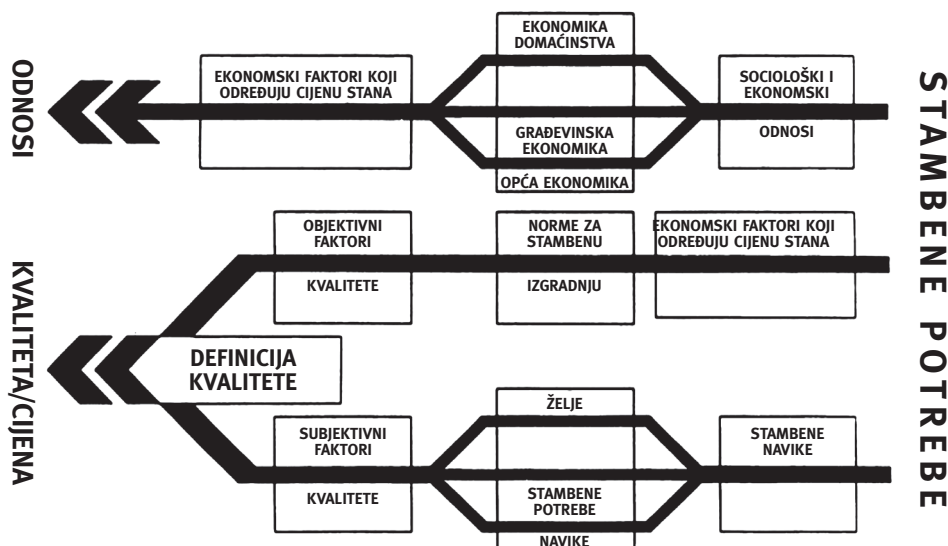 ODNOSI
EKONOMSKI FAKTORI KOJI
ODREĐUJU CIJENU STANA
EKONOMIKA
DOMAĆINSTVA
GRAĐEVINSKA
EKONOMIKA
OPĆA EKONOMIKA
SOCIOLOŠKI I
EKONOMSKI
ODNOSI
KVALITETA/CIJENA
OBJEKTIVNI
FAKTORI
KVALITETE
NORME ZA
STAMBENU
IZGRADNJU
EKONOMSKI FAKTORI KOJI
ODREĐUJU CIJENU STANA
DEFINICIJA
KVALITETE
SUBJEKTIVNI
FAKTORI
KVALITETE
ŽELJE
STAMBENE
POTREBE
NAVIKE
STAMBENE
NAVIKE
STAMBENE POTREBE